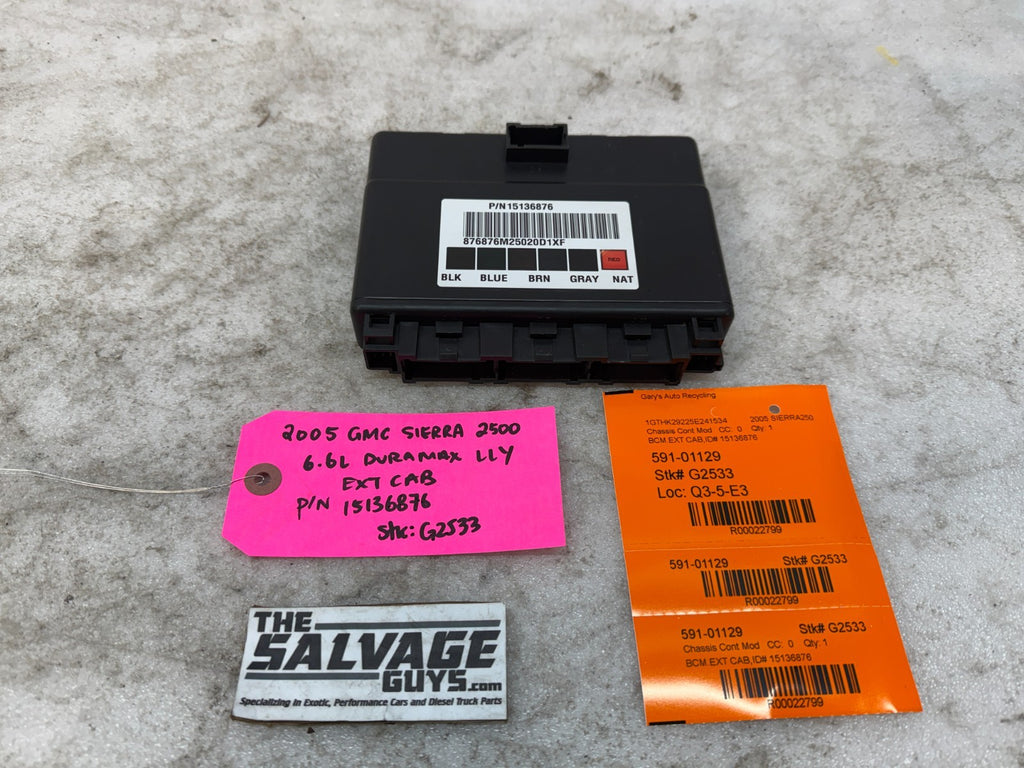 P/N 15136876
876876M25020D1XF
RED
BLK BLUE BRN GRAY NAT
2005 GMC SIERRA 2500
6.6L DURAMAX LLY
EXT CAB
P/N 15136876
Stk: G2533
THE
SALVAGE
GUYS.com
Specializing In Exotic, Performance Cars and Diesel Truck Parts
Gary's Auto Recycling
1GTHK29225E241534 2005 SIERRA250
Chassis Cont Mod CC: 0 Qty: 1
BCM.EXT CAB,ID# 15136876
591-01129
Stk# G2533
Loc: Q3-5-E3
R00022799
591-01129 Stk# G2533
R00022799
591-01129 Stk# G2533
Chassis Cont Mod CC: 0 Qty: 1
BCM.EXT CAB,ID# 15136876
R00022799